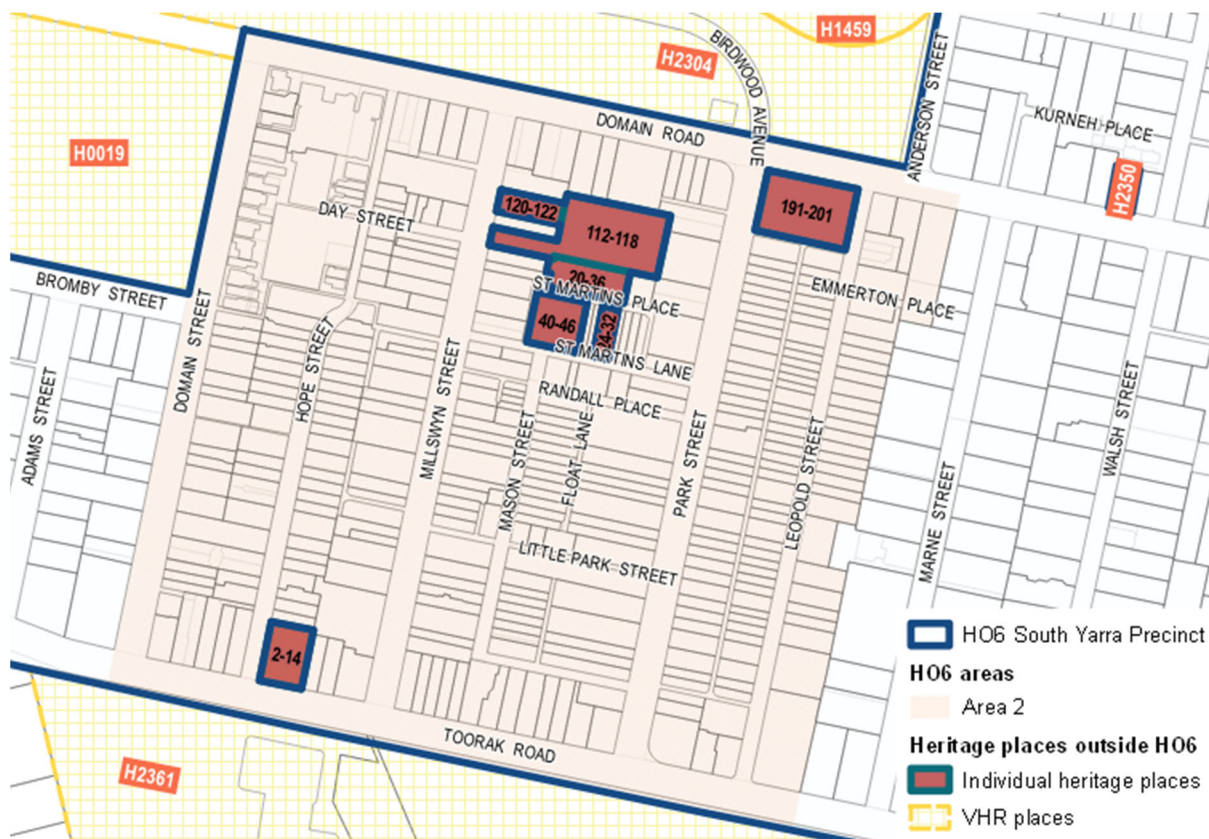 H1459
BIRDWOOD AVENUE
H2304
ANDERSON STREET
KURNEH PLACE
DOMAIN ROAD
H0019
H2350
120-122
191-201
DAY STREET
112-118
20-36
ST MARTINS PLACE
EMMERTON PLACE
BROMBY STREET
40-46
24-32
ST MARTINS LANE
DOMAIN STREET
HOPE STREET
MILLSWYN STREET
RANDALL PLACE
ADAMS STREET
MASON STREET
FLOAT LANE
PARK STREET
LEOPOLD STREET
WALSH STREET
MARNE STREET
LITTLE PARK STREET
2-14
TOORAK ROAD
H2361
HO6 South Yarra Precinct
HO6 areas
Area 2
Heritage places outside HO6
Individual heritage places
VHR places